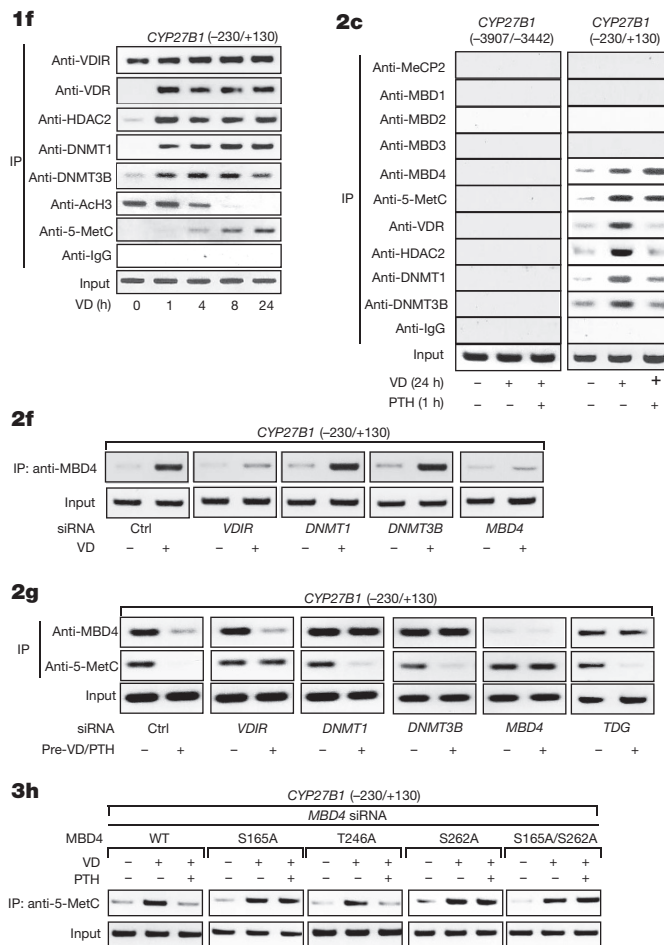 1f
CYP27B1 (–230/+130)
IP
Anti-VDIR
Anti-VDR
Anti-HDAC2
Anti-DNMT1
Anti-DNMT3B
Anti-AcH3
Anti-5-MetC
Anti-IgG
Input
VD (h) 0 1 4 8 24
2c
CYP27B1 (–3907/–3442)
CYP27B1 (–230/+130)
IP
Anti-MeCP2
Anti-MBD1
Anti-MBD2
Anti-MBD3
Anti-MBD4
Anti-5-MetC
Anti-VDR
Anti-HDAC2
Anti-DNMT1
Anti-DNMT3B
Anti-IgG
Input
VD (24 h) – + + – + +
PTH (1 h) – – + – – +
2f
CYP27B1 (–230/+130)
IP: anti-MBD4
Input
siRNA Ctrl VDIR DNMT1 DNMT3B MBD4
VD – + – + – + – + – +
2g
CYP27B1 (–230/+130)
IP
Anti-MBD4
Anti-5-MetC
Input
siRNA Ctrl VDIR DNMT1 DNMT3B MBD4 TDG
Pre-VD/PTH – + – + – + – + – + – +
3h
CYP27B1 (–230/+130)
MBD4 siRNA
MBD4 WT S165A T246A S262A S165A/S262A
VD – + + – + + – + + – + + – + +
PTH – – + – – + – – + – – + – – +
IP: anti-5-MetC
Input